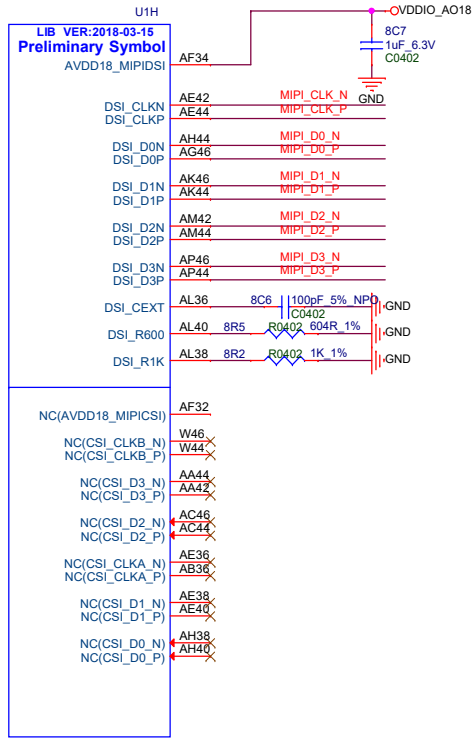 U1H
VDDIO_AO18
LIB VER:2018-03-15
Preliminary Symbol
8C7
1uF_6.3V
C0402
GND
AVDD18_MIPIDSI AF34
DSI_CLKN AE42 MIPI_CLK_N
DSI_CLKP AE44 MIPI_CLK_P
DSI_D0N AH44 MIPI_D0_N
DSI_D0P AG46 MIPI_D0_P
DSI_D1N AK46 MIPI_D1_N
DSI_D1P AK44 MIPI_D1_P
DSI_D2N AM42 MIPI_D2_N
DSI_D2P AM44 MIPI_D2_P
DSI_D3N AP46 MIPI_D3_N
DSI_D3P AP44 MIPI_D3_P
DSI_CEXT AL36 8C6 100pF_5%_NPO GND
C0402
DSI_R600 AL40 8R5 R0402 604R_1% GND
DSI_R1K AL38 8R2 R0402 1K_1% GND
NC(AVDD18_MIPICSI) AF32
NC(CSI_CLKB_N) W46
NC(CSI_CLKB_P) W44
NC(CSI_D3_N) AA44
NC(CSI_D3_P) AA42
NC(CSI_D2_N) AC46
NC(CSI_D2_P) AC44
NC(CSI_CLKA_N) AE36
NC(CSI_CLKA_P) AB36
NC(CSI_D1_N) AE38
NC(CSI_D1_P) AE40
NC(CSI_D0_N) AH38
NC(CSI_D0_P) AH40